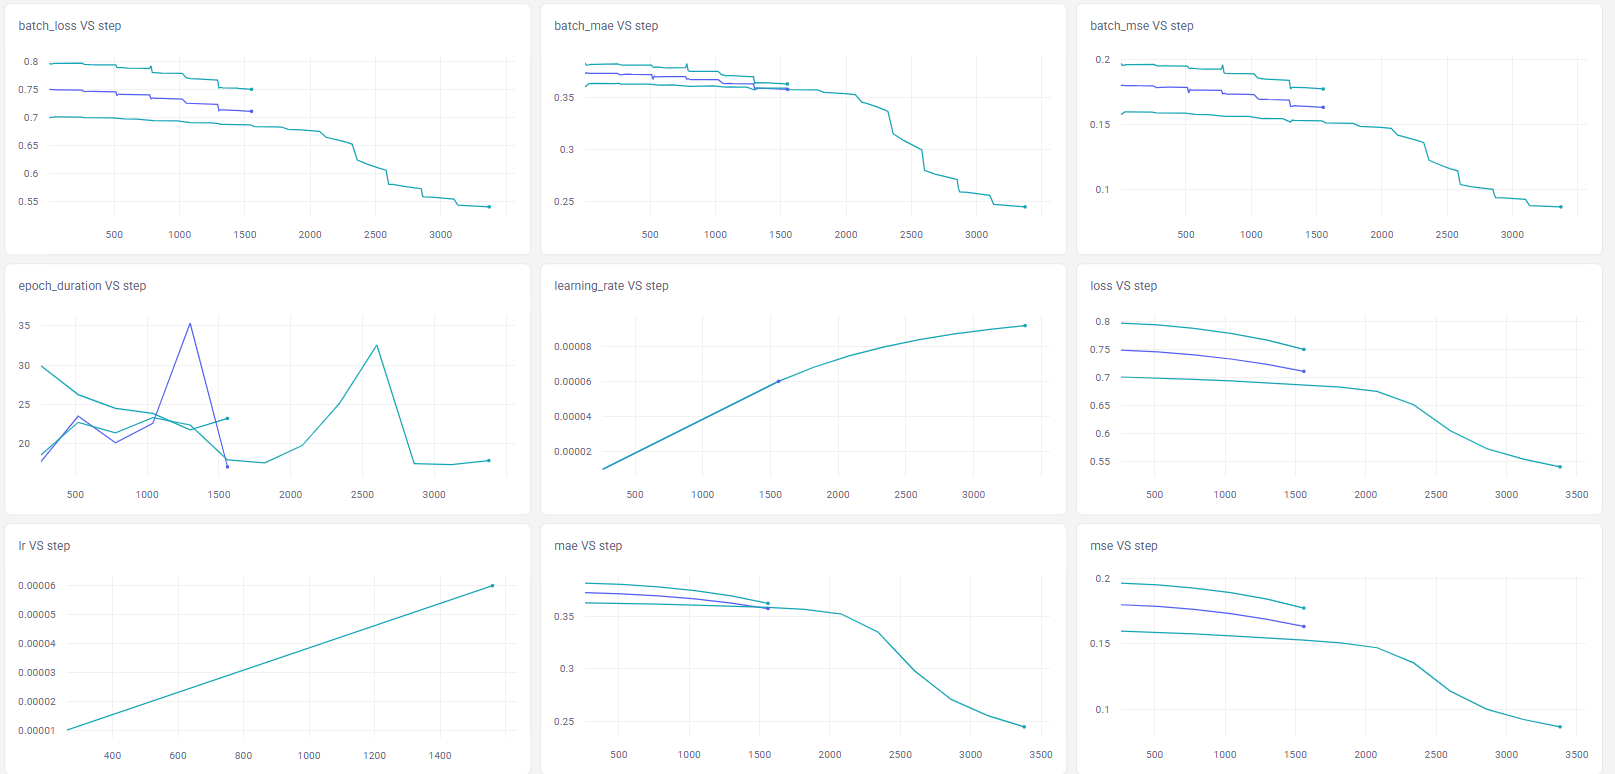 batch_loss VS step
0.8
0.75
0.7
0.65
0.6
0.55
500 1000 1500 2000 2500 3000
batch_mae VS step
0.35
0.3
0.25
500 1000 1500 2000 2500 3000
batch_mse VS step
0.2
0.15
0.1
500 1000 1500 2000 2500 3000
epoch_duration VS step
35
30
25
20
500 1000 1500 2000 2500 3000
learning_rate VS step
0.00008
0.00006
0.00004
0.00002
500 1000 1500 2000 2500 3000
loss VS step
0.8
0.75
0.7
0.65
0.6
0.55
500 1000 1500 2000 2500 3000 3500
lr VS step
0.00006
0.00005
0.00004
0.00003
0.00002
0.00001
400 600 800 1000 1200 1400
mae VS step
0.35
0.3
0.25
500 1000 1500 2000 2500 3000 3500
mse VS step
0.2
0.15
0.1
500 1000 1500 2000 2500 3000 3500